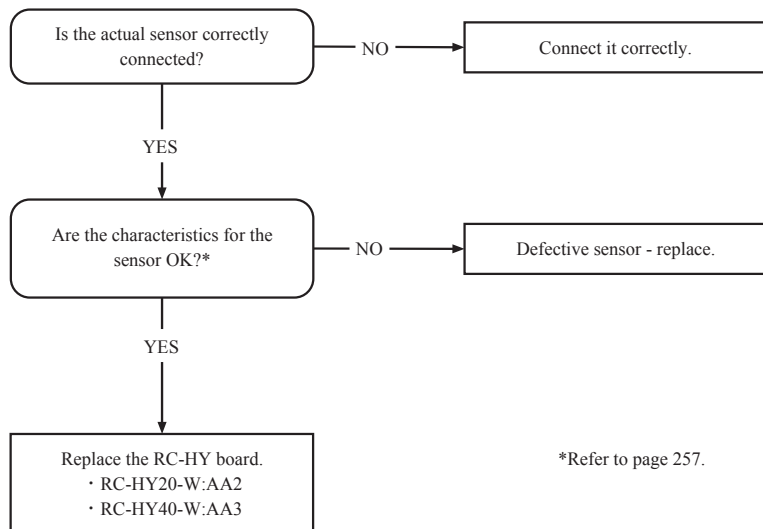 Is the actual sensor correctly
connected?
NO
Connect it correctly.
YES
Are the characteristics for the
sensor OK?*
NO
Defective sensor - replace.
YES
Replace the RC-HY board.
・RC-HY20-W:AA2
・RC-HY40-W:AA3
*Refer to page 257.